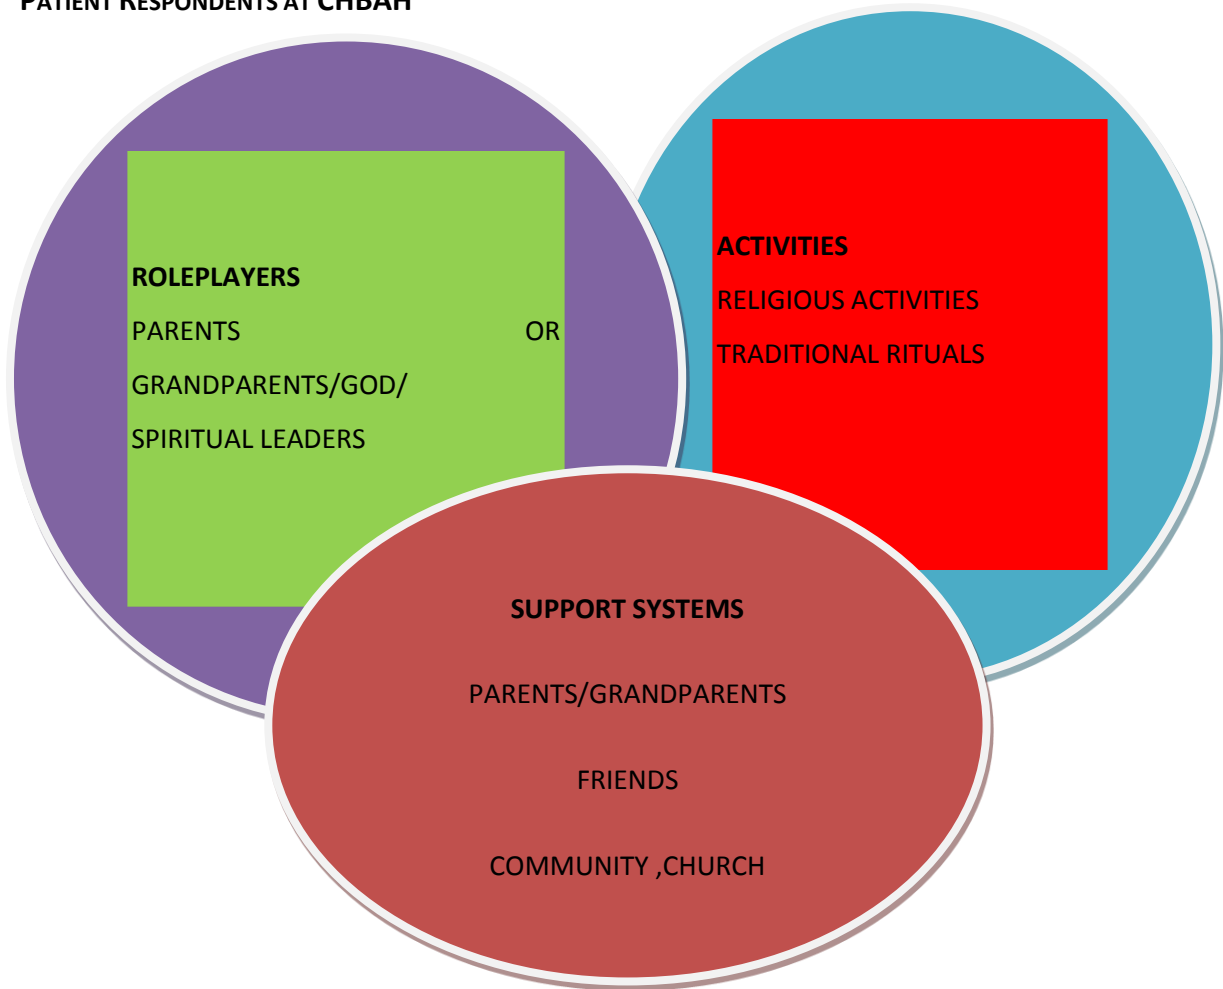 PATIENT RESPONDENTS AT CHBAH
ROLEPLAYERS
PARENTS OR
GRANDPARENTS/GOD/
SPIRITUAL LEADERS
ACTIVITIES
RELIGIOUS ACTIVITIES
TRADITIONAL RITUALS
SUPPORT SYSTEMS
PARENTS/GRANDPARENTS
FRIENDS
COMMUNITY ,CHURCH